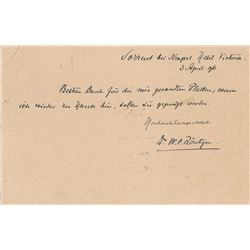 Sorrent bei Neapel, Hotel Victoria
3 April 96.
Besten Dank für die mir gesandten Platten, wenn
ich wieder zu Hause bin, sollen sie geprüft werden.
Hochachtungsvoll
Dr W. C. Röntgen